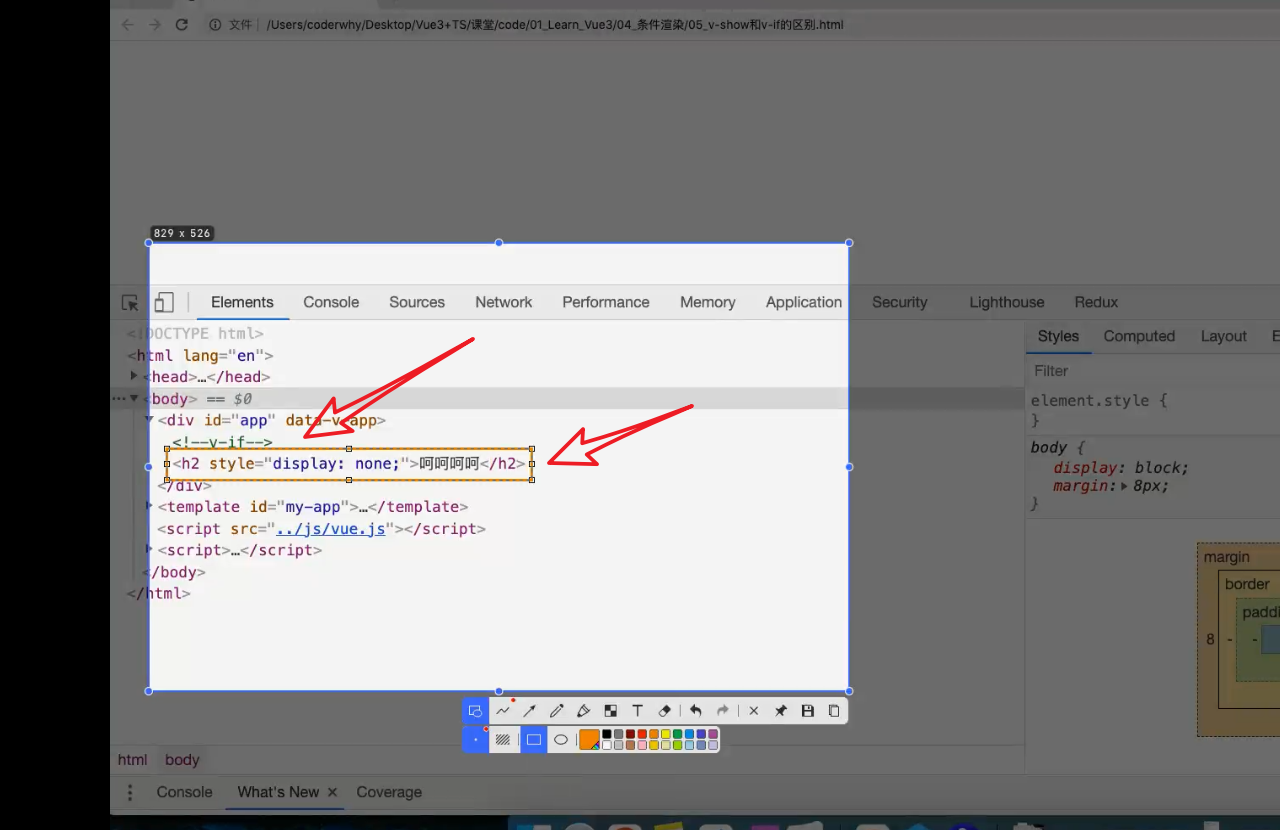 文件 /Users/coderwhy/Desktop/Vue3+TS/课堂/code/01_Learn_Vue3/04_条件渲染/05_v-show和v-if的区别.html
829 x 526
Elements Console Sources Network Performance Memory Application Security Lighthouse Redux
<!DOCTYPE html>
<html lang="en">
<head>…</head>
<body> == $0
<div id="app" data-v-app>
<!--v-if-->
<h2 style="display: none;">呵呵呵呵</h2>
</div>
<template id="my-app">…</template>
<script src="../js/vue.js"></script>
<script>…</script>
</body>
</html>
Styles Computed Layout E
Filter
element.style {
}
body {
display: block;
margin: 8px;
}
margin
border
paddi
8 - -
html body
Console What's New × Coverage